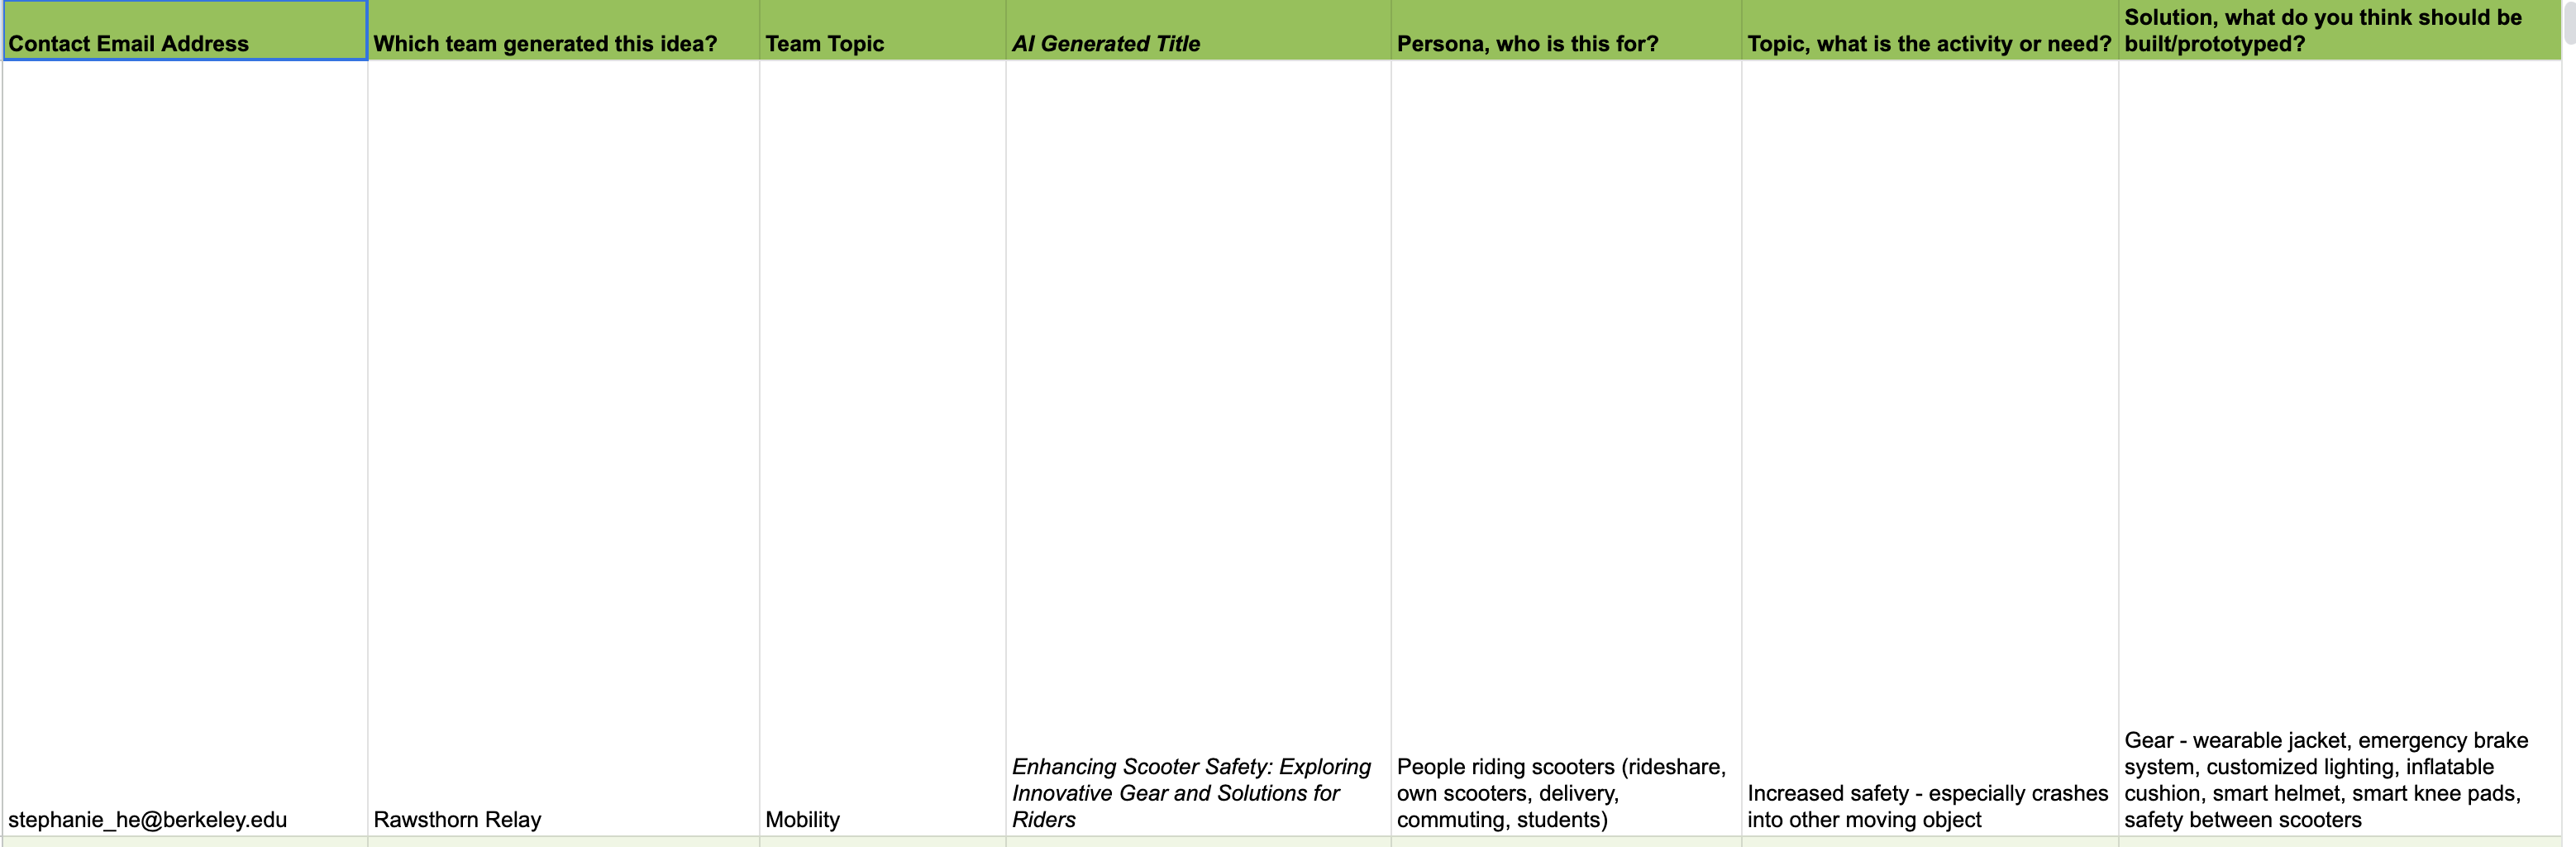 Contact Email Address
Which team generated this idea?
Team Topic
AI Generated Title
Persona, who is this for?
Topic, what is the activity or need?
Solution, what do you think should be
built/prototyped?
stephanie_he@berkeley.edu
Rawsthorn Relay
Mobility
Enhancing Scooter Safety: Exploring
Innovative Gear and Solutions for
Riders
People riding scooters (rideshare,
own scooters, delivery,
commuting, students)
Increased safety - especially crashes
into other moving object
Gear - wearable jacket, emergency brake
system, customized lighting, inflatable
cushion, smart helmet, smart knee pads,
safety between scooters